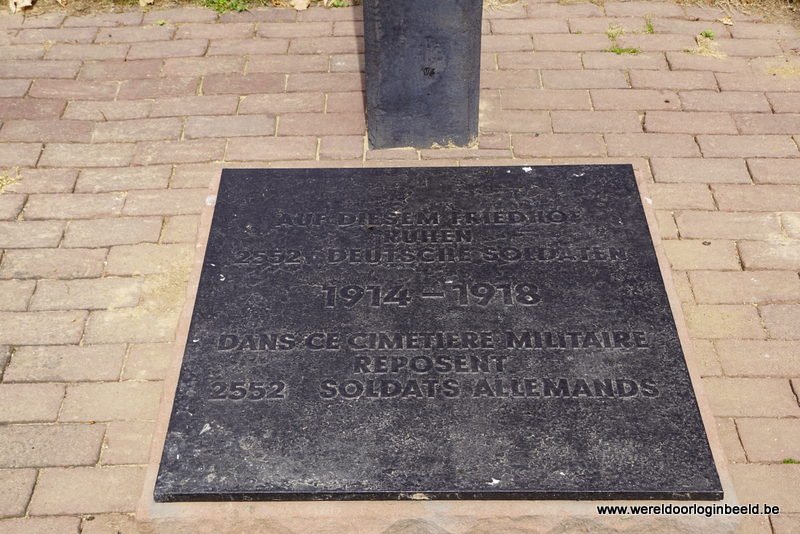 AUF DIESEM FRIEDHOF
RUHEN
2552 DEUTSCHE SOLDATEN
1914 - 1918
DANS CE CIMETIERE MILITAIRE
REPOSENT
2552 SOLDATS ALLEMANDS
www.wereldoorloginbeeld.be